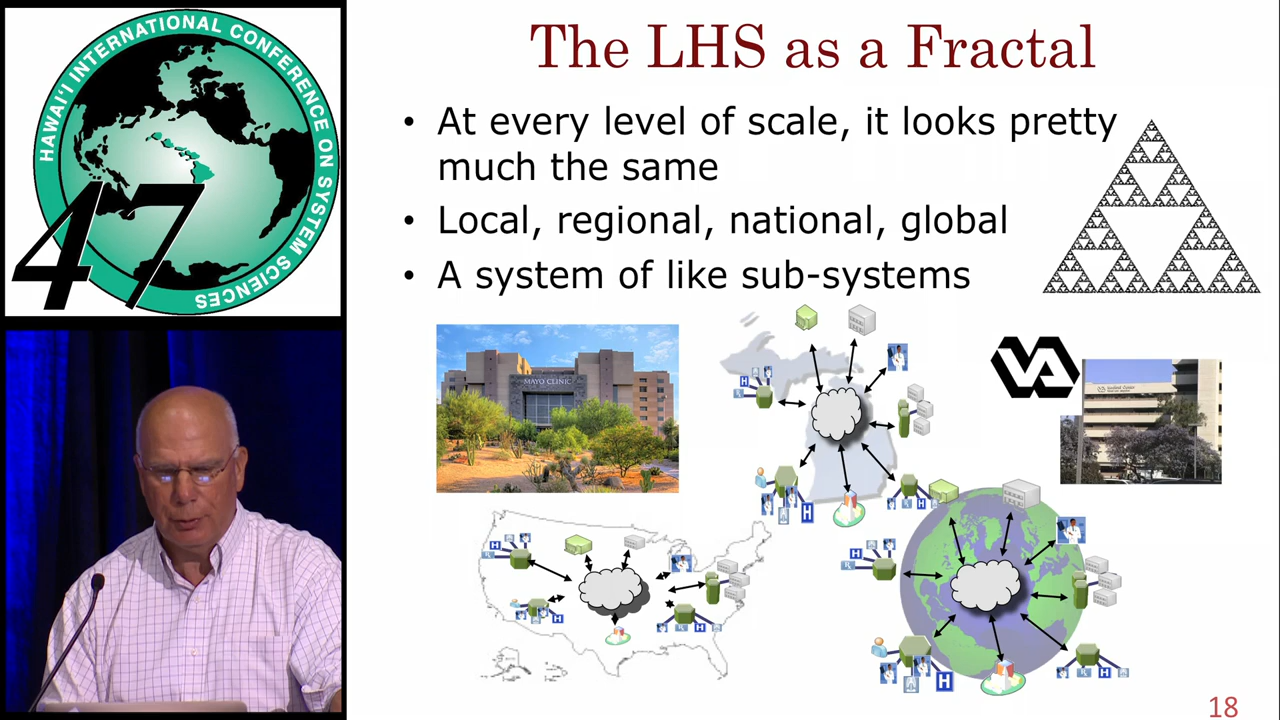 HAWAI'I INTERNATIONAL CONFERENCE ON SYSTEM SCIENCES
47
The LHS as a Fractal
• At every level of scale, it looks pretty
much the same
• Local, regional, national, global
• A system of like sub-systems
MAYO CLINIC
VA
H
H
H
H
H
H
H
H
18